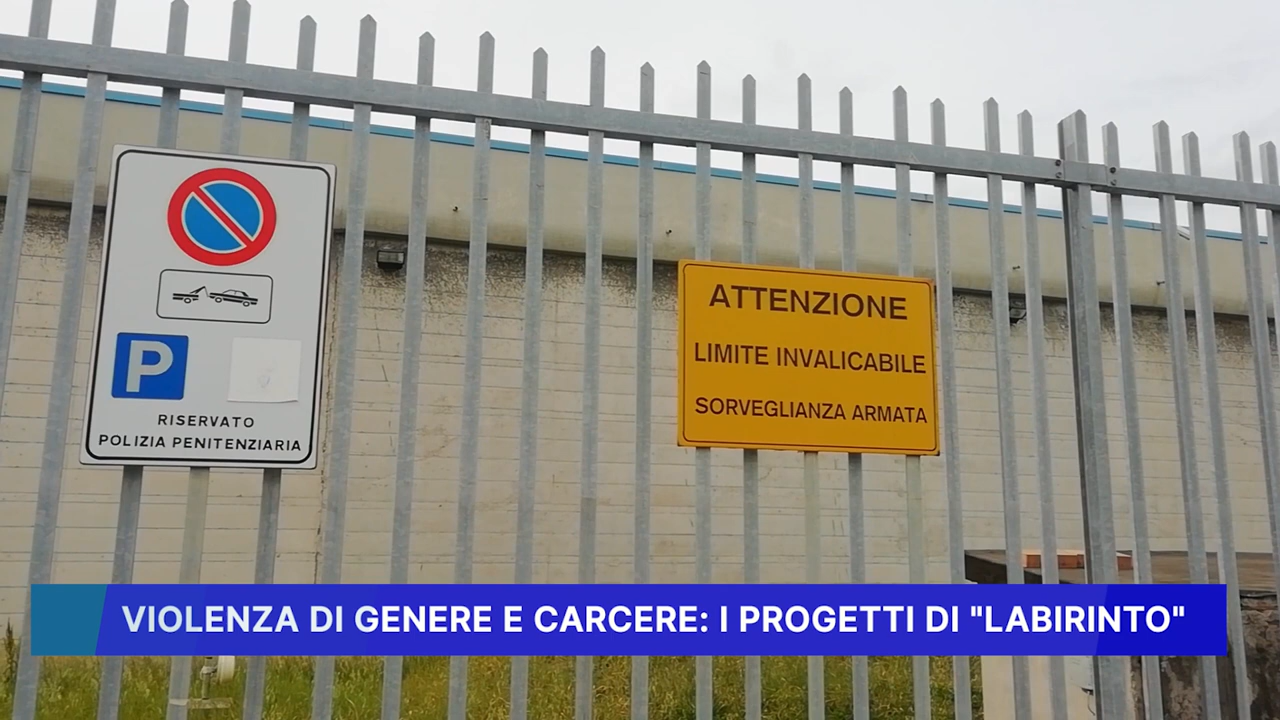 P
RISERVATO
POLIZIA PENITENZIARIA
ATTENZIONE
LIMITE INVALICABILE
SORVEGLIANZA ARMATA
VIOLENZA DI GENERE E CARCERE: I PROGETTI DI "LABIRINTO"